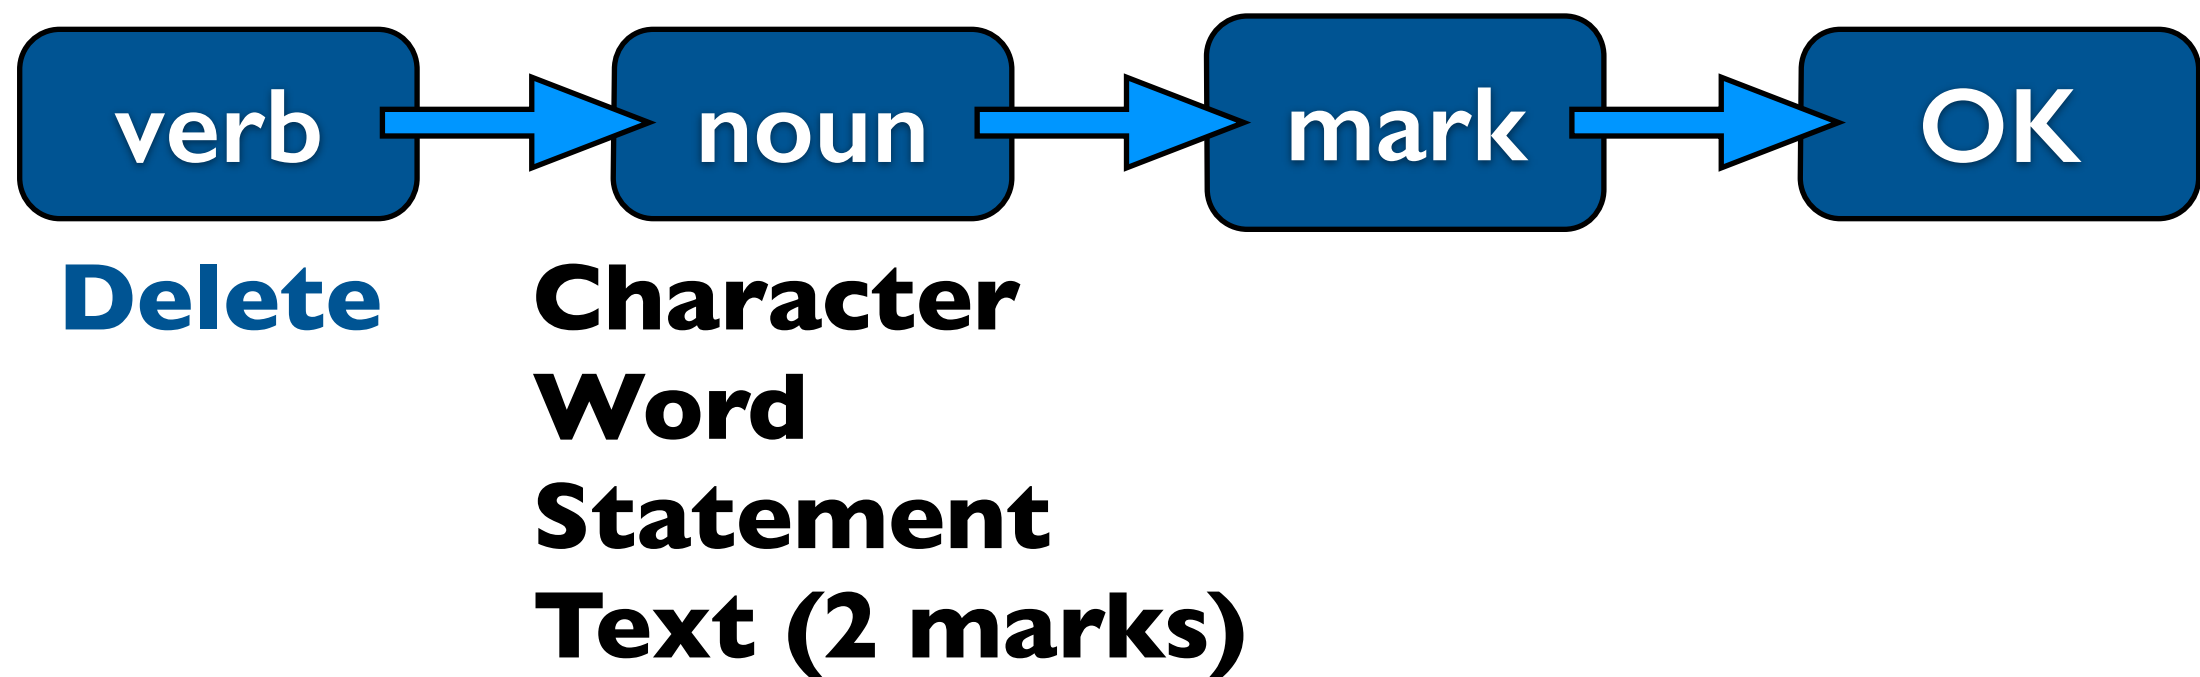 verb noun mark OK
Delete Character
Word
Statement
Text (2 marks)